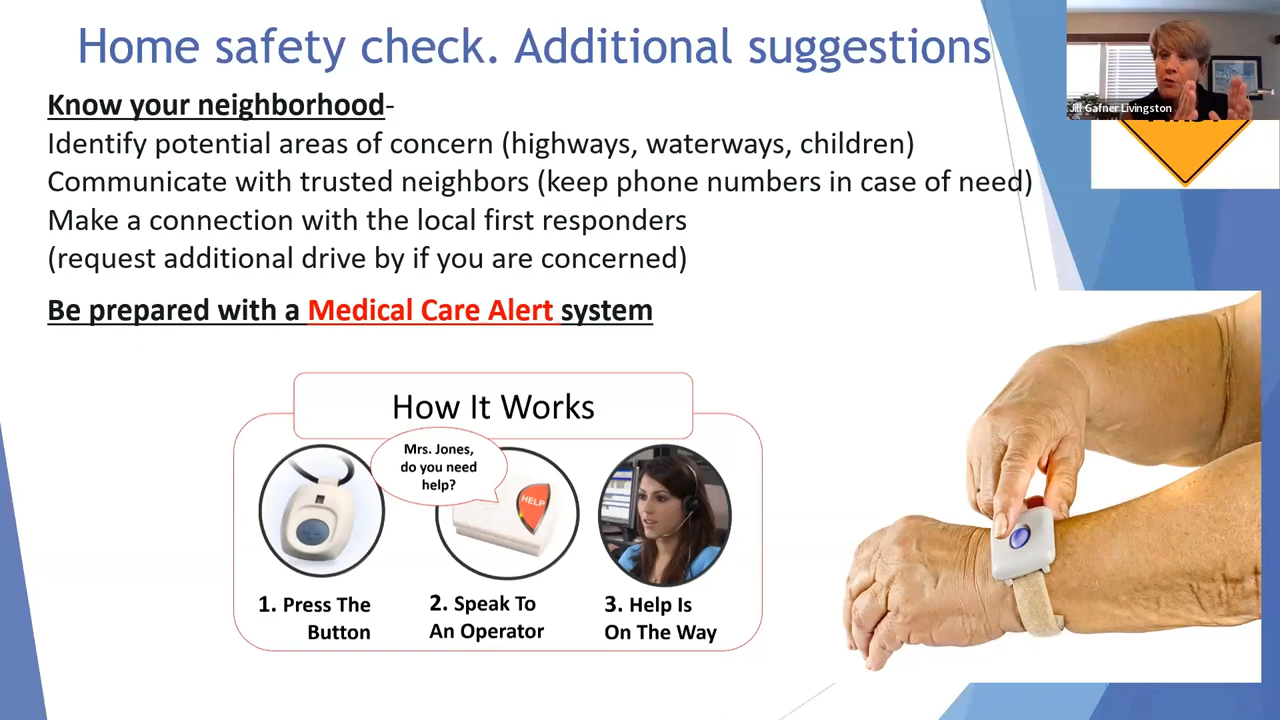 Home safety check. Additional suggestions
Jill Gafner Livingston
Know your neighborhood-
Identify potential areas of concern (highways, waterways, children)
Communicate with trusted neighbors (keep phone numbers in case of need)
Make a connection with the local first responders
(request additional drive by if you are concerned)
Be prepared with a Medical Care Alert system
How It Works
Mrs. Jones,
do you need
help?
HELP
1. Press The
Button
2. Speak To
An Operator
3. Help Is
On The Way